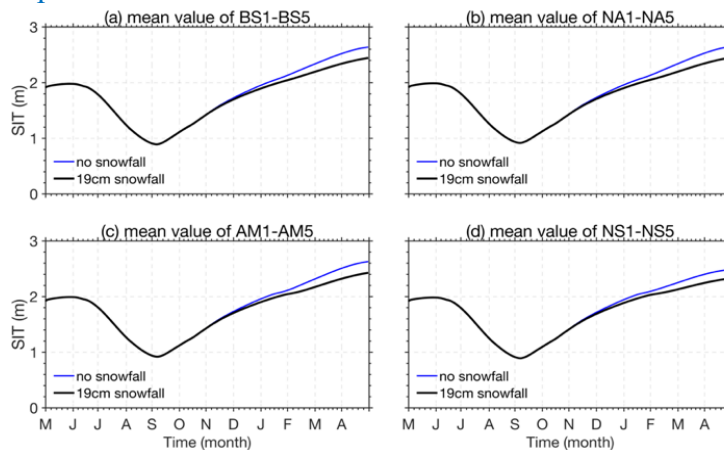 (a) mean value of BS1-BS5
(b) mean value of NA1-NA5
3
2
1
0
SIT (m)
no snowfall
19cm snowfall
no snowfall
19cm snowfall
(c) mean value of AM1-AM5
(d) mean value of NS1-NS5
3
2
1
0
SIT (m)
no snowfall
19cm snowfall
no snowfall
19cm snowfall
M J J A S O N D J F M A
M J J A S O N D J F M A
Time (month)
Time (month)